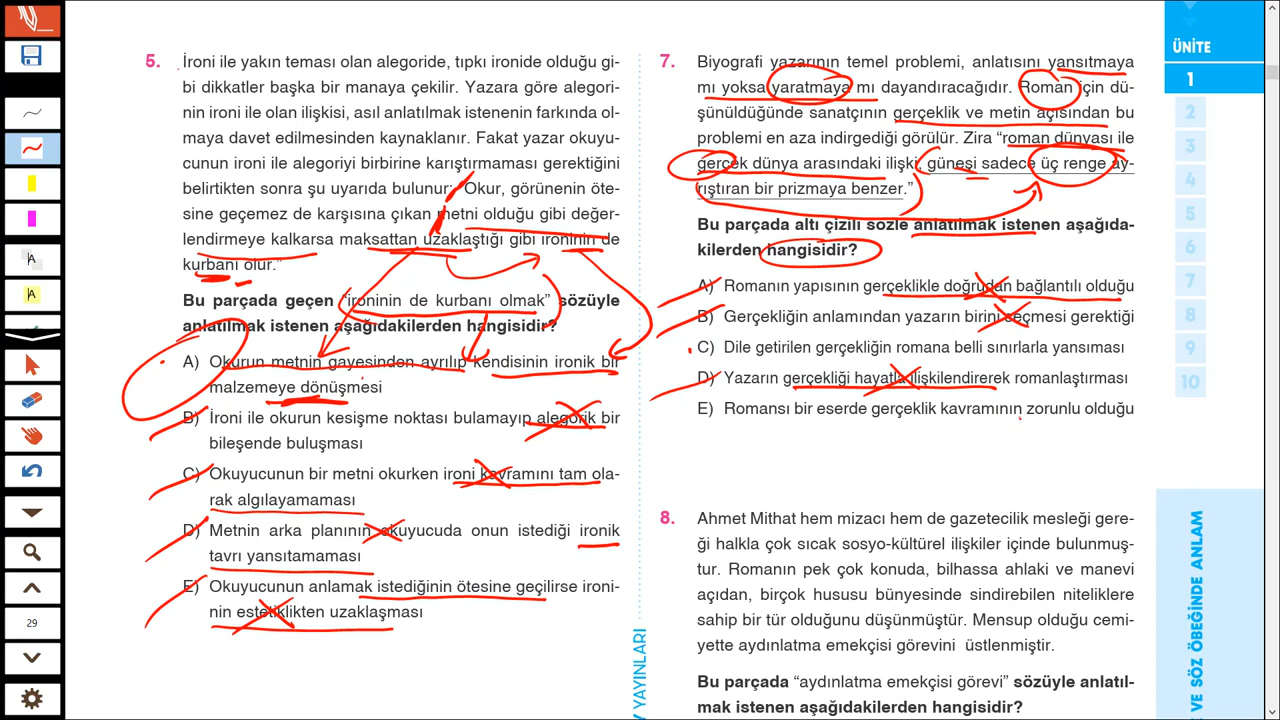 5. İroni ile yakın teması olan alegoride, tıpkı ironide olduğu gi-
bi dikkatler başka bir manaya çekilir. Yazara göre alegori-
nin ironi ile olan ilişkisi, asıl anlatılmak istenenin farkında ol-
maya davet edilmesinden kaynaklanır. Fakat yazar okuyu-
cunun ironi ile alegoriyi birbirine karıştırmaması gerektiğini
belirttikten sonra şu uyarıda bulunur: “Okur, görünenin öte-
sine geçemez de karşısına çıkan metni olduğu gibi değer-
lendirmeye kalkarsa maksattan uzaklaştığı gibi ironinin de
kurbanı olur.”
Bu parçada geçen “ironinin de kurbanı olmak” sözüyle
anlatılmak istenen aşağıdakilerden hangisidir?
A) Okurun metnin gayesinden ayrılıp kendisinin ironik bir
malzemeye dönüşmesi
B) İroni ile okurun kesişme noktası bulamayıp alegorik bir
bileşende buluşması
C) Okuyucunun bir metni okurken ironi kavramını tam ola-
rak algılayamaması
D) Metnin arka planının okuyucuda onun istediği ironik
tavrı yansıtamaması
E) Okuyucunun anlamak istediğinin ötesine geçilirse ironi-
nin estetiklikten uzaklaşması
7. Biyografi yazarının temel problemi, anlatısını yansıtmaya
mı yoksa yaratmaya mı dayandıracağıdır. Roman için dü-
şünüldüğünde sanatçının gerçeklik ve metin açısından bu
problemi en aza indirgediği görülür. Zira “roman dünyası ile
gerçek dünya arasındaki ilişki, güneşi sadece üç renge ay-
rıştıran bir prizmaya benzer.”
Bu parçada altı çizili sözle anlatılmak istenen aşağıda-
kilerden hangisidir?
A) Romanın yapısının gerçeklikle doğrudan bağlantılı olduğu
B) Gerçekliğin anlamından yazarın birini seçmesi gerektiği
C) Dile getirilen gerçekliğin romana belli sınırlarla yansıması
D) Yazarın gerçekliği hayatla ilişkilendirerek romanlaştırması
E) Romansı bir eserde gerçeklik kavramının zorunlu olduğu
8. Ahmet Mithat hem mizacı hem de gazetecilik mesleği gere-
ği halkla çok sıcak sosyo-kültürel ilişkiler içinde bulunmuş-
tur. Romanın pek çok konuda, bilhassa ahlaki ve manevi
açıdan, birçok hususu bünyesinde sindirebilen niteliklere
sahip bir tür olduğunu düşünmüştür. Mensup olduğu cemi-
yette aydınlatma emekçisi görevini üstlenmiştir.
Bu parçada “aydınlatma emekçisi görevi” sözüyle anlatıl-
mak istenen aşağıdakilerden hangisidir?
ÜNİTE
1
2
3
4
5
6
7
8
9
10
VE SÖZ ÖBEĞİNDE ANLAM
YAYINLARI
A
A
29